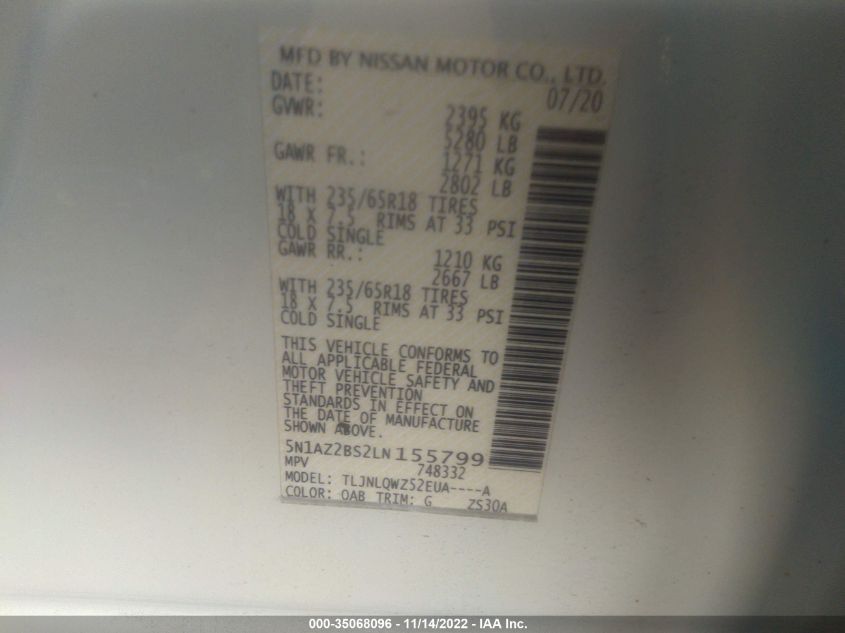 MFD BY NISSAN MOTOR CO., LTD.
DATE: 07/20
GVWR: 2395 KG
5280 LB
GAWR FR.: 1271 KG
2802 LB
WITH 235/65R18 TIRES
18 X 7.5 RIMS AT 33 PSI
COLD SINGLE
GAWR RR.: 1210 KG
2667 LB
WITH 235/65R18 TIRES
18 X 7.5 RIMS AT 33 PSI
COLD SINGLE
THIS VEHICLE CONFORMS TO
ALL APPLICABLE FEDERAL
MOTOR VEHICLE SAFETY AND
THEFT PREVENTION
STANDARDS IN EFFECT ON
THE DATE OF MANUFACTURE
SHOWN ABOVE.
5N1AZ2BS2LN155799
MPV 748332
MODEL: TLJNLQWZ52EUA----A
COLOR: QAB TRIM: G ZS30A
000-35068096 - 11/14/2022 - IAA Inc.